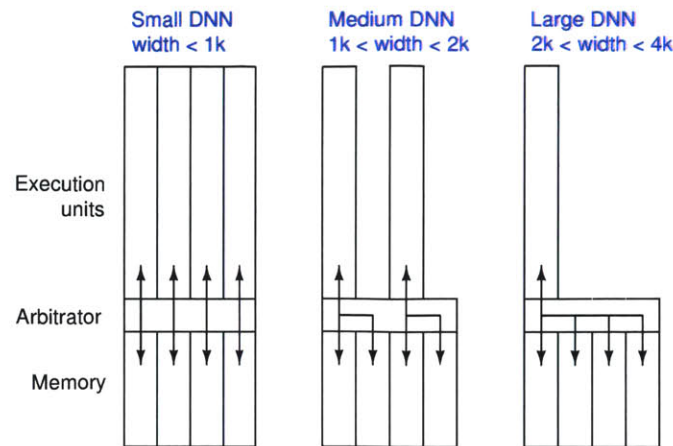 Small DNN
width < 1k
Medium DNN
1k < width < 2k
Large DNN
2k < width < 4k
Execution
units
Arbitrator
Memory